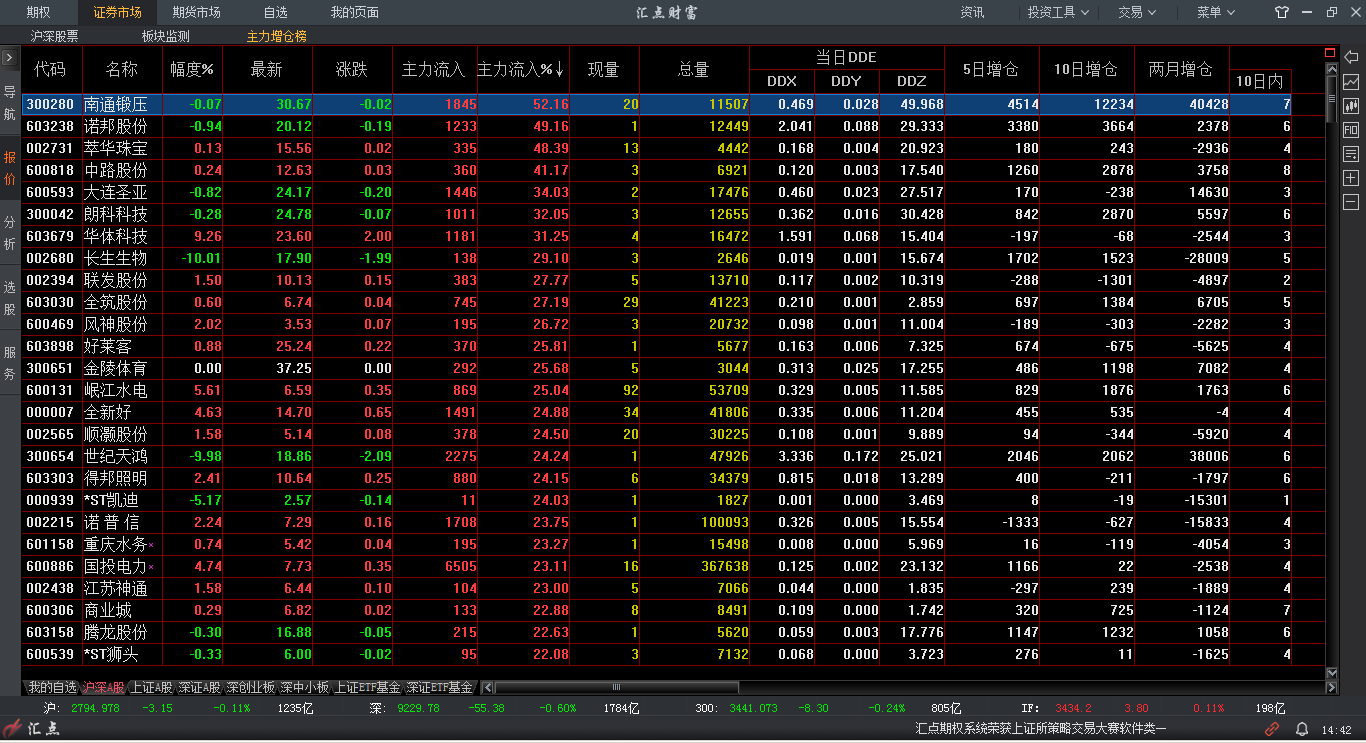 期权 证券市场 期货市场 自选 我的页面 汇点财富 资讯 投资工具 交易 菜单
沪深股票 板块监测 主力增仓榜
导航
报价
分析
选股
服务
当日DDE
代码 名称 幅度% 最新 涨跌 主力流入 主力流入%↓ 现量 总量 DDX DDY DDZ 5日增仓 10日增仓 两月增仓 10日内
300280 南通锻压 -0.07 30.67 -0.02 1845 52.16 20 11507 0.469 0.028 49.968 4514 12234 40428 7
603238 诺邦股份 -0.94 20.12 -0.19 1233 49.16 1 12449 2.041 0.088 29.333 3380 3664 2378 6
002731 萃华珠宝 0.13 15.56 0.02 335 48.39 13 4442 0.168 0.004 20.923 180 243 -2936 4
600818 中路股份 0.24 12.63 0.03 360 41.17 3 6921 0.120 0.003 17.540 1260 2878 3758 8
600593 大连圣亚 -0.82 24.17 -0.20 1446 34.03 2 17476 0.460 0.023 27.517 170 -238 14630 3
300042 朗科科技 -0.28 24.78 -0.07 1011 32.05 3 12655 0.362 0.016 30.428 842 2870 5597 6
603679 华体科技 9.26 23.60 2.00 1181 31.25 4 16472 1.591 0.068 15.404 -197 -68 -2544 3
002680 长生生物 -10.01 17.90 -1.99 138 29.10 3 2646 0.019 0.001 15.674 1702 1523 -28009 5
002394 联发股份 1.50 10.13 0.15 383 27.77 5 13710 0.117 0.002 10.319 -288 -1301 -4897 2
603030 全筑股份 0.60 6.74 0.04 745 27.19 29 41223 0.210 0.001 2.859 697 1384 6705 5
600469 风神股份 2.02 3.53 0.07 195 26.72 3 20732 0.098 0.001 11.004 -189 -303 -2282 3
603898 好莱客 0.88 25.24 0.22 370 25.81 1 5677 0.163 0.006 7.325 674 -675 -5625 4
300651 金陵体育 0.00 37.25 0.00 292 25.68 5 3044 0.313 0.025 17.255 486 1198 7082 4
600131 岷江水电 5.61 6.59 0.35 869 25.04 92 53709 0.329 0.005 11.585 829 1876 1763 6
000007 全新好 4.63 14.70 0.65 1491 24.88 34 41806 0.335 0.006 11.204 455 535 -4 4
002565 顺灏股份 1.58 5.14 0.08 378 24.50 20 30225 0.108 0.001 9.889 94 -344 -5920 4
300654 世纪天鸿 -9.98 18.86 -2.09 2275 24.24 1 47926 3.336 0.172 25.021 2046 2062 38006 6
603303 得邦照明 2.41 10.64 0.25 880 24.15 6 34379 0.815 0.018 13.289 400 -211 -1797 6
000939 *ST凯迪 -5.17 2.57 -0.14 11 24.03 1 1827 0.001 0.000 3.469 8 -19 -15301 1
002215 诺 普 信 2.24 7.29 0.16 1708 23.75 1 100093 0.326 0.005 15.554 -1333 -627 -15833 4
601158 重庆水务× 0.74 5.42 0.04 195 23.27 1 15498 0.008 0.000 5.969 16 -119 -4054 3
600886 国投电力× 4.74 7.73 0.35 6505 23.11 16 367638 0.125 0.002 23.132 1166 22 -2538 4
002438 江苏神通 1.58 6.44 0.10 104 23.00 5 7066 0.044 0.000 1.835 -297 239 -1889 4
600306 商业城 0.29 6.82 0.02 133 22.88 8 8491 0.109 0.000 1.742 320 725 -1124 7
603158 腾龙股份 -0.30 16.88 -0.05 215 22.63 1 5620 0.059 0.003 17.776 1147 1232 1058 6
600539 *ST狮头 -0.33 6.00 -0.02 95 22.08 3 7132 0.068 0.000 3.723 276 11 -1625 4
我的自选 沪深A股 上证A股 深证A股 深创业板 深中小板 上证ETF基金 深证ETF基金
沪: 2794.978 -3.15 -0.11% 1235亿 深: 9229.78 -55.38 -0.60% 1784亿 300: 3441.073 -8.30 -0.24% 805亿 IF: 3434.2 3.80 0.11% 198亿
汇点 汇点期权系统荣获上证所策略交易大赛软件类一 14:42